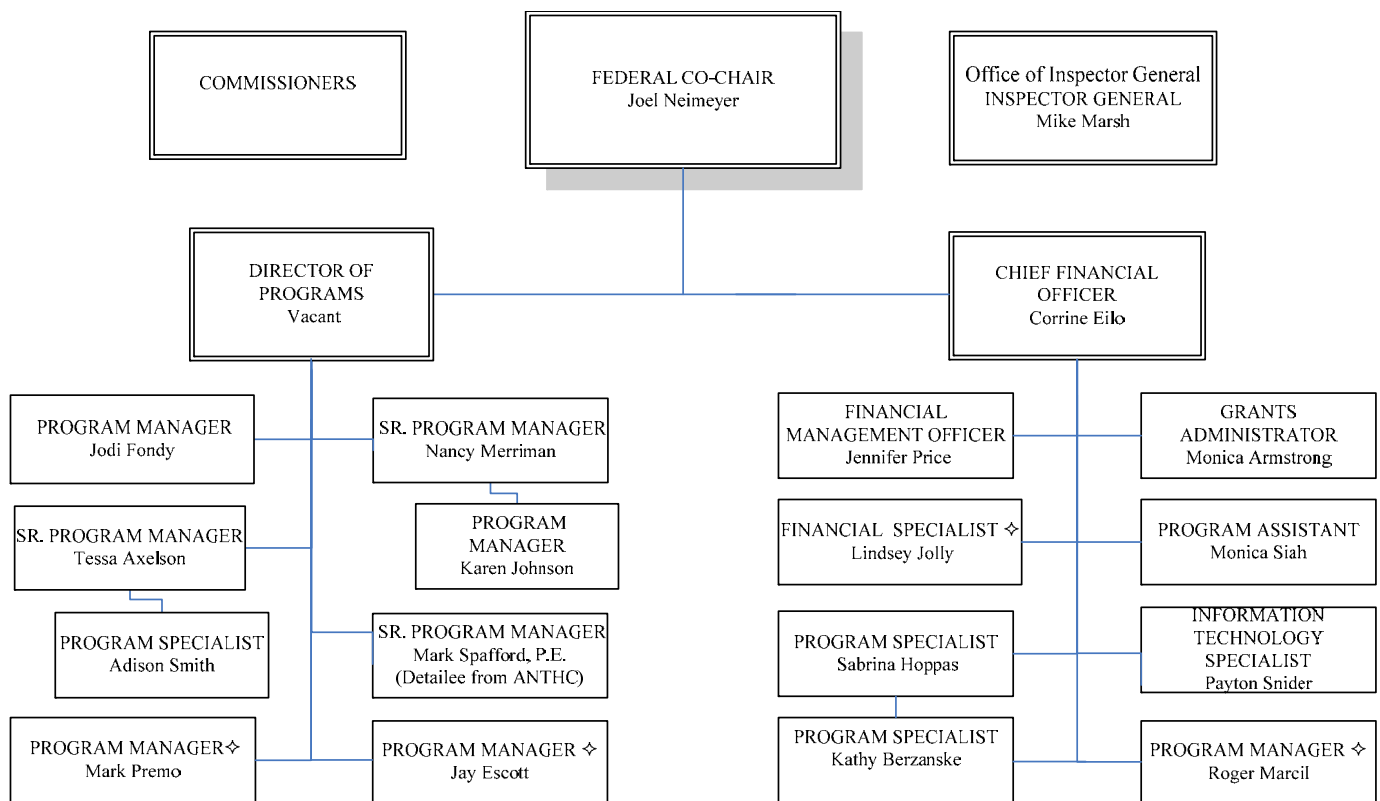 COMMISSIONERS
FEDERAL CO-CHAIR
Joel Neimeyer
Office of Inspector General
INSPECTOR GENERAL
Mike Marsh
DIRECTOR OF
PROGRAMS
Vacant
CHIEF FINANCIAL
OFFICER
Corrine Eilo
PROGRAM MANAGER
Jodi Fondy
SR. PROGRAM MANAGER
Nancy Merriman
FINANCIAL
MANAGEMENT OFFICER
Jennifer Price
GRANTS
ADMINISTRATOR
Monica Armstrong
SR. PROGRAM MANAGER
Tessa Axelson
PROGRAM
MANAGER
Karen Johnson
FINANCIAL SPECIALIST ✧
Lindsey Jolly
PROGRAM ASSISTANT
Monica Siah
PROGRAM SPECIALIST
Adison Smith
SR. PROGRAM MANAGER
Mark Spafford, P.E.
(Detailee from ANTHC)
PROGRAM SPECIALIST
Sabrina Hoppas
INFORMATION
TECHNOLOGY
SPECIALIST
Payton Snider
PROGRAM MANAGER✧
Mark Premo
PROGRAM MANAGER ✧
Jay Escott
PROGRAM SPECIALIST
Kathy Berzanske
PROGRAM MANAGER ✧
Roger Marcil